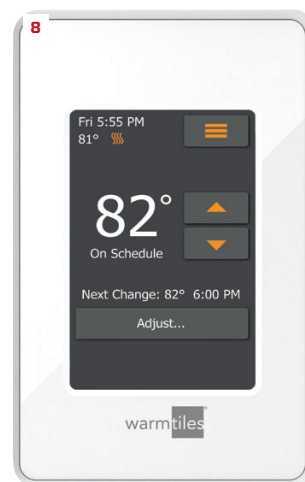 8
Fri 5:55 PM
81°
82°
On Schedule
Next Change: 82° 6:00 PM
Adjust...
warmtiles